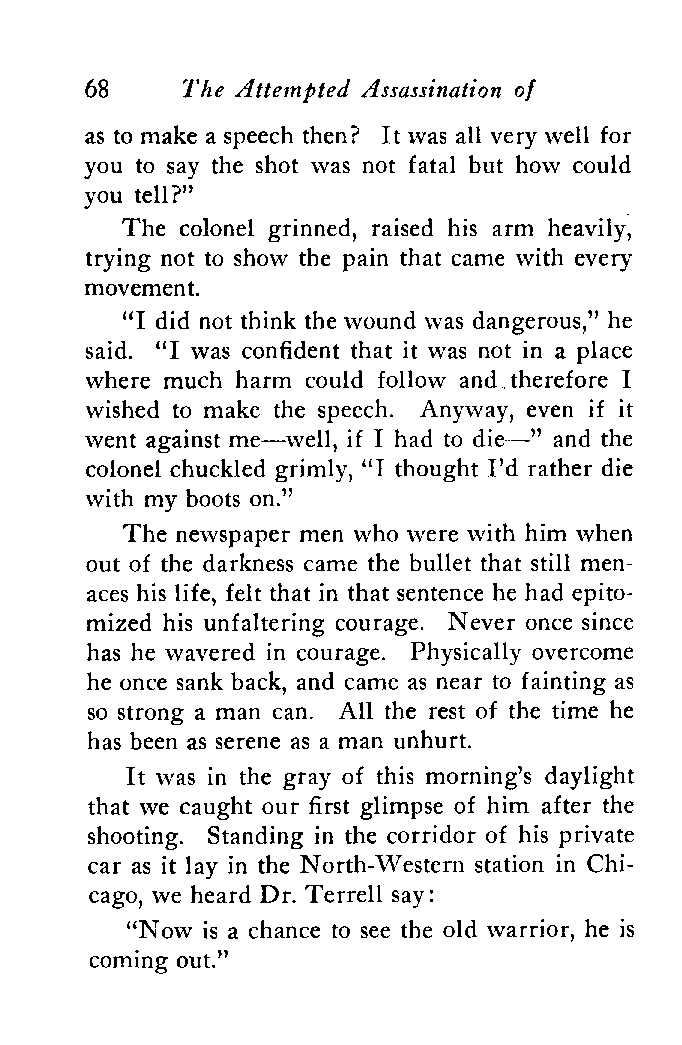 68 The Attempted Assassination of
as to make a speech then? It was all very well for
you to say the shot was not fatal but how could
you tell?”
The colonel grinned, raised his arm heavily,
trying not to show the pain that came with every
movement.
“I did not think the wound was dangerous,” he
said. “I was confident that it was not in a place
where much harm could follow and therefore I
wished to make the speech. Anyway, even if it
went against me—well, if I had to die—” and the
colonel chuckled grimly, “I thought I’d rather die
with my boots on.”
The newspaper men who were with him when
out of the darkness came the bullet that still men-
aces his life, felt that in that sentence he had epito-
mized his unfaltering courage. Never once since
has he wavered in courage. Physically overcome
he once sank back, and came as near to fainting as
so strong a man can. All the rest of the time he
has been as serene as a man unhurt.
It was in the gray of this morning’s daylight
that we caught our first glimpse of him after the
shooting. Standing in the corridor of his private
car as it lay in the North-Western station in Chi-
cago, we heard Dr. Terrell say:
“Now is a chance to see the old warrior, he is
coming out.”